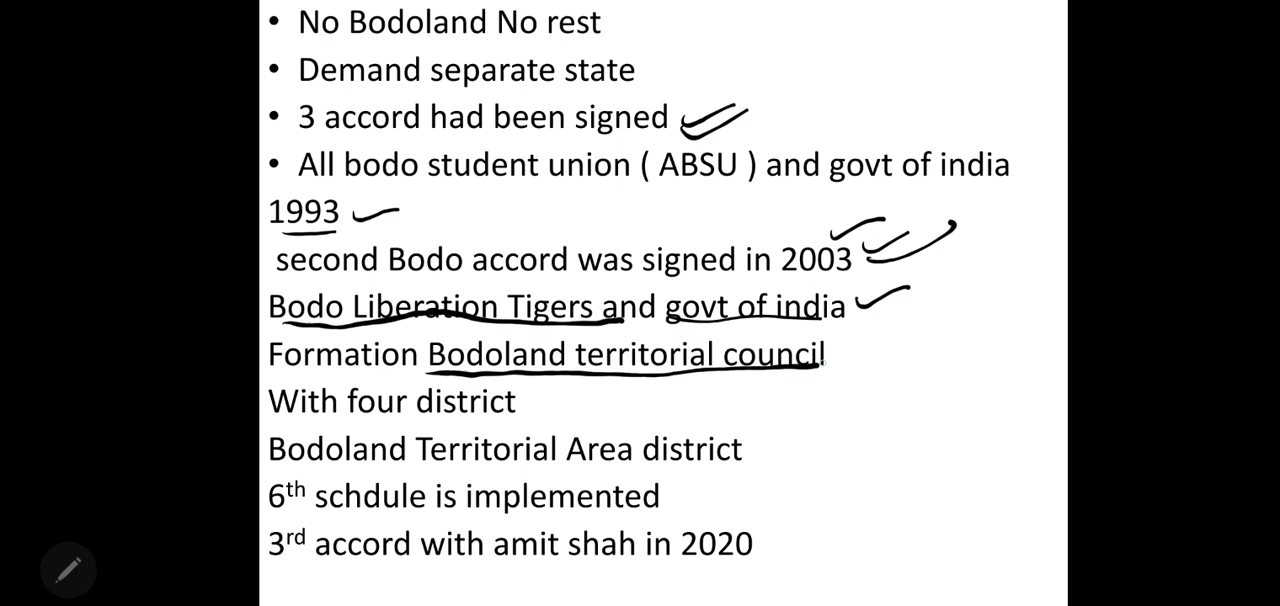 • No Bodoland No rest
• Demand separate state
• 3 accord had been signed
• All bodo student union ( ABSU ) and govt of india
1993
second Bodo accord was signed in 2003
Bodo Liberation Tigers and govt of india
Formation Bodoland territorial council
With four district
Bodoland Territorial Area district
6th schdule is implemented
3rd accord with amit shah in 2020